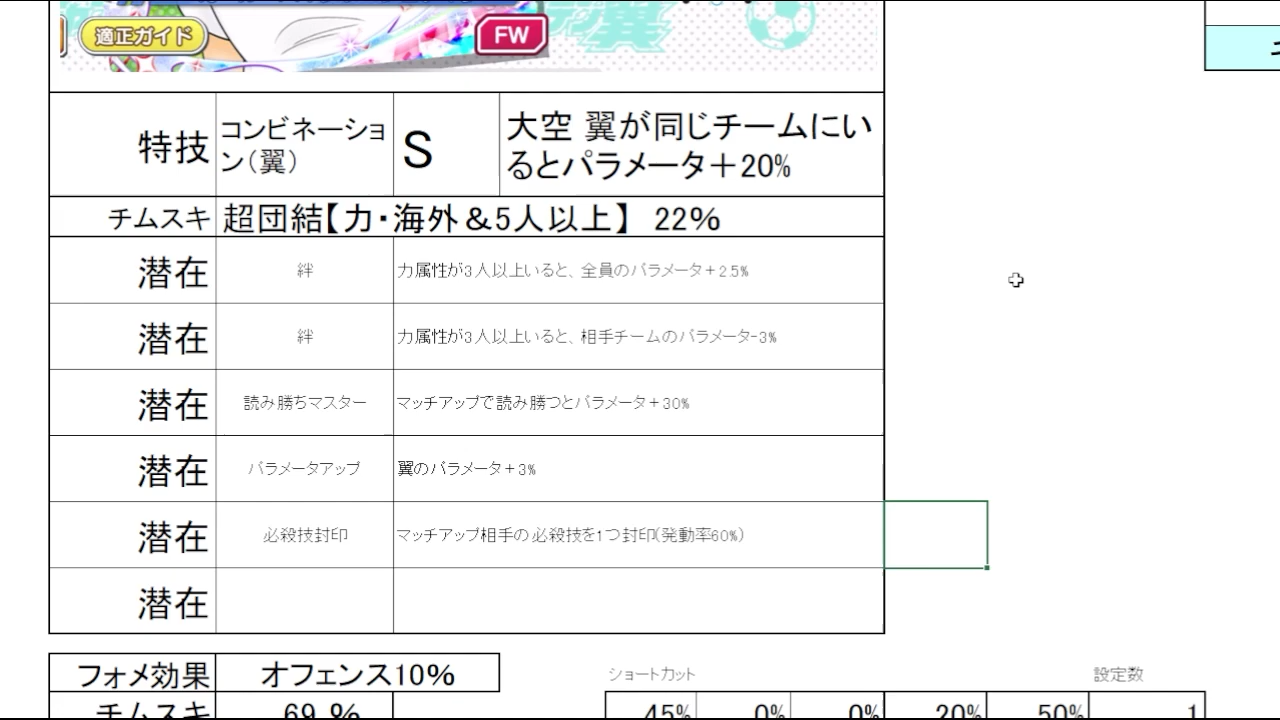 適正ガイド
FW
翼
特技 コンビネーショ
ン(翼) S 大空 翼が同じチームにい
るとパラメータ+20%
チムスキ 超団結【力・海外&5人以上】 22%
潜在 絆 力属性が3人以上いると、全員のパラメータ+2.5%
潜在 絆 力属性が3人以上いると、相手チームのパラメータ-3%
潜在 読み勝ちマスター マッチアップで読み勝つとパラメータ+30%
潜在 パラメータアップ 翼のパラメータ+3%
潜在 必殺技封印 マッチアップ相手の必殺技を1つ封印(発動率60%)
潜在
フォメ効果 オフェンス10% ショートカット 設定数
チムスキ 69 % 45% 0% 0% 20% 50% 1